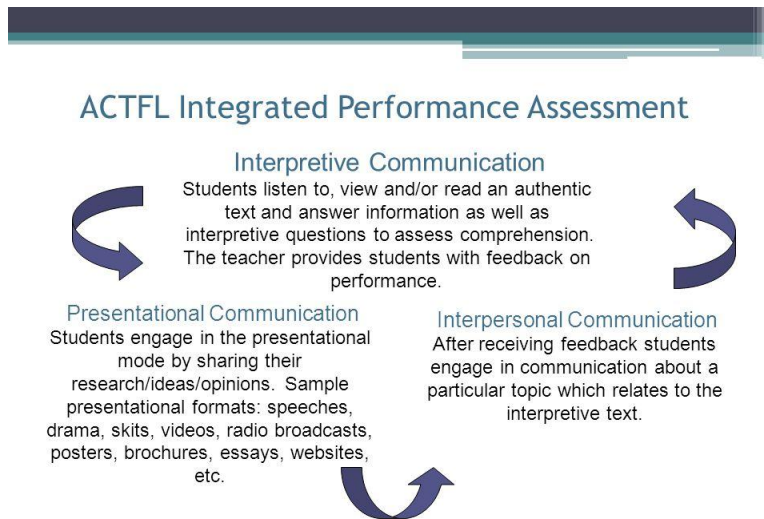 ACTFL Integrated Performance Assessment
Interpretive Communication
Students listen to, view and/or read an authentic
text and answer information as well as
interpretive questions to assess comprehension.
The teacher provides students with feedback on
performance.
Presentational Communication
Students engage in the presentational
mode by sharing their
research/ideas/opinions. Sample
presentational formats: speeches,
drama, skits, videos, radio broadcasts,
posters, brochures, essays, websites,
etc.
Interpersonal Communication
After receiving feedback students
engage in communication about a
particular topic which relates to the
interpretive text.